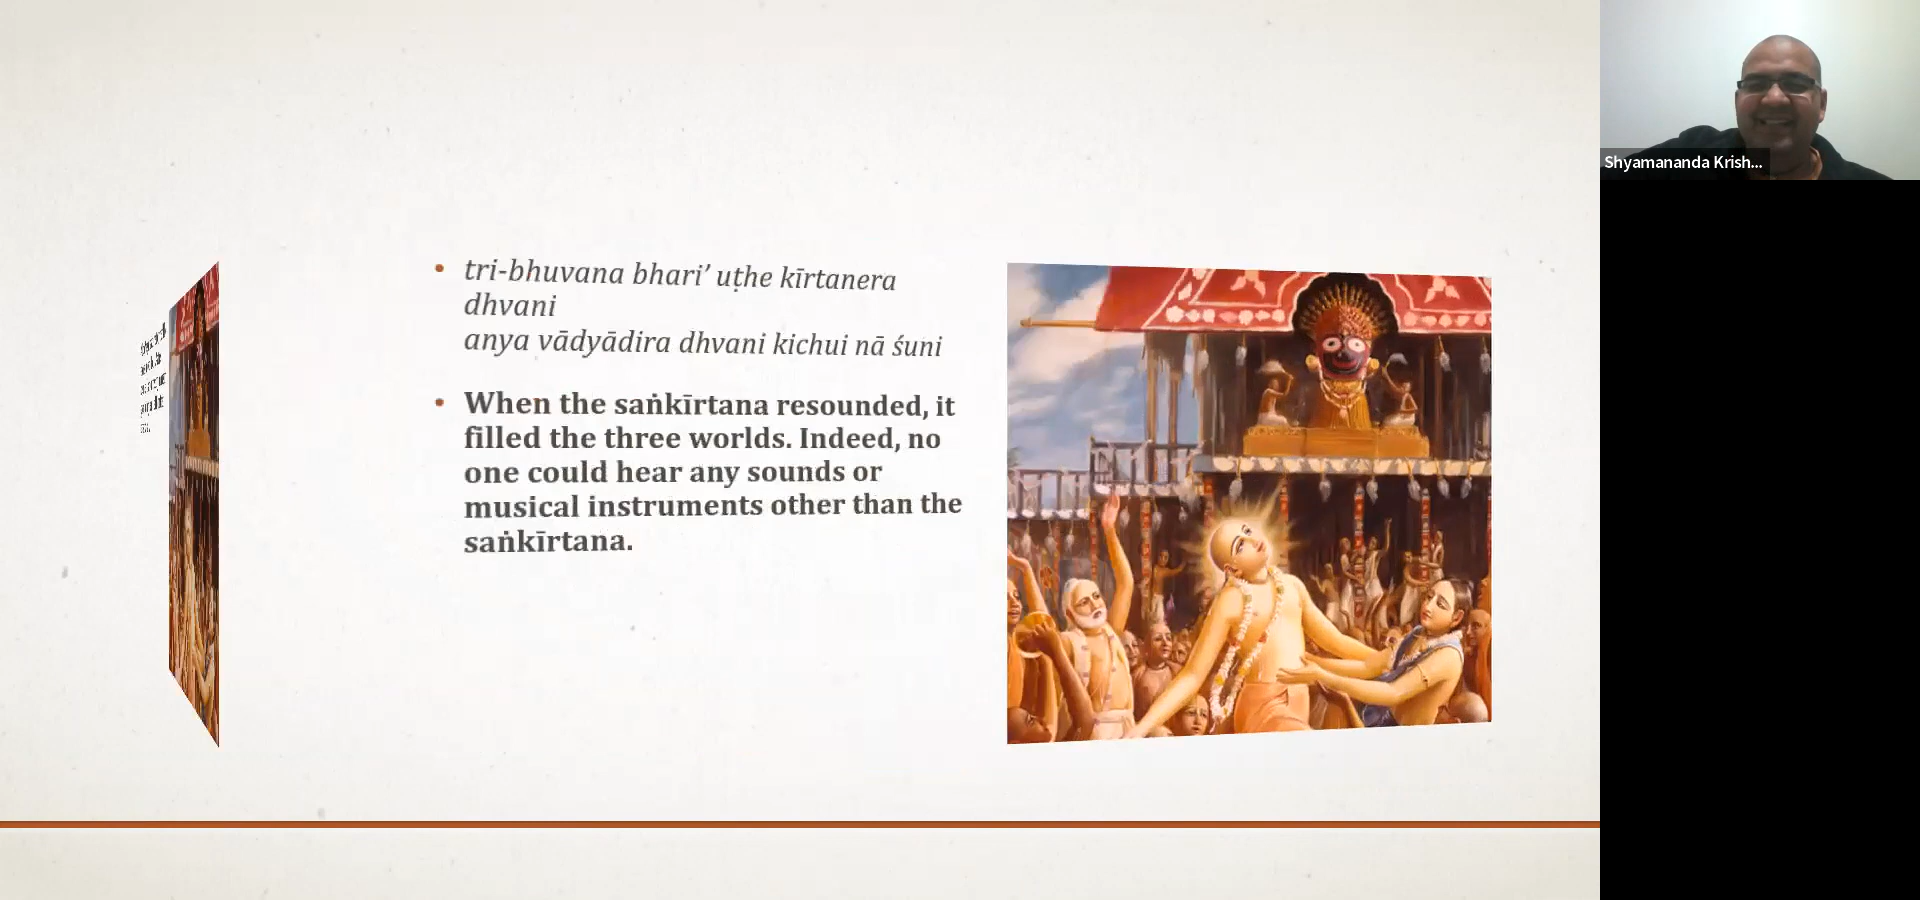 tri-bhuvana bhari’ uṭhe kīrtanera
dhvani
anya vādyādira dhvani kichui nā śuni
When the saṅkīrtana resounded, it
filled the three worlds. Indeed, no
one could hear any sounds or
musical instruments other than the
saṅkīrtana.
Shyamananda Krish...